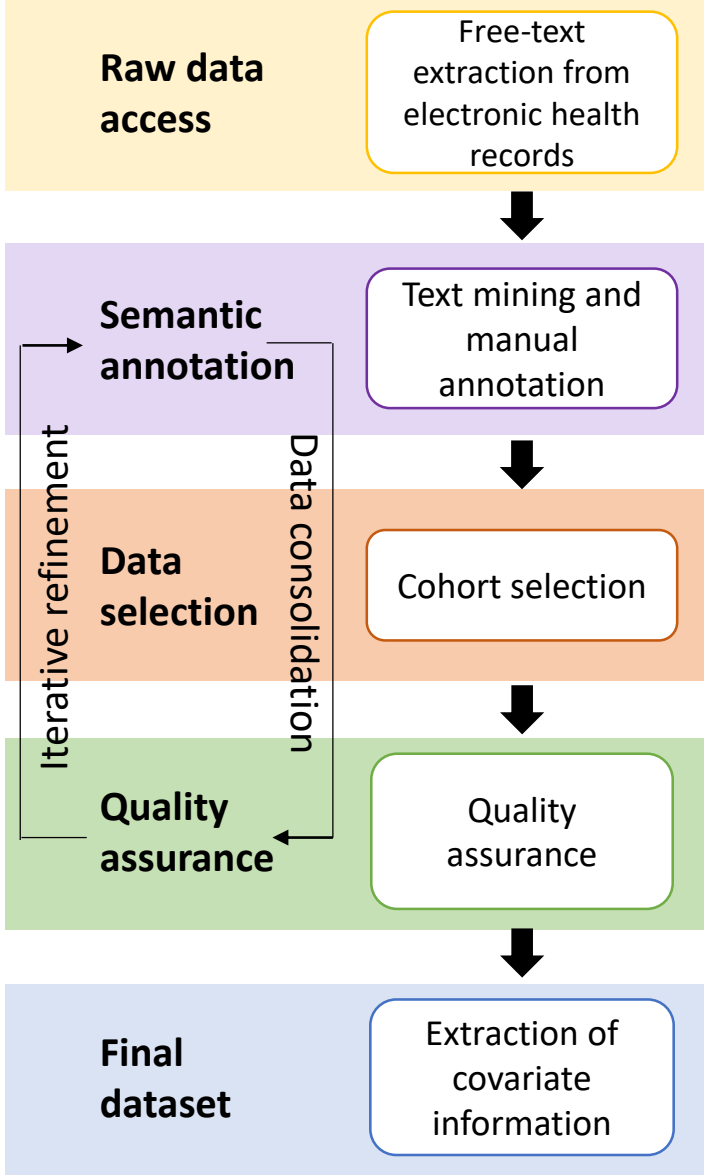 Raw data
access
Free-text
extraction from
electronic health
records
Semantic
annotation
Text mining and
manual
annotation
Iterative refinement
Data consolidation
Data
selection
Cohort selection
Quality
assurance
Quality
assurance
Final
dataset
Extraction of
covariate
information